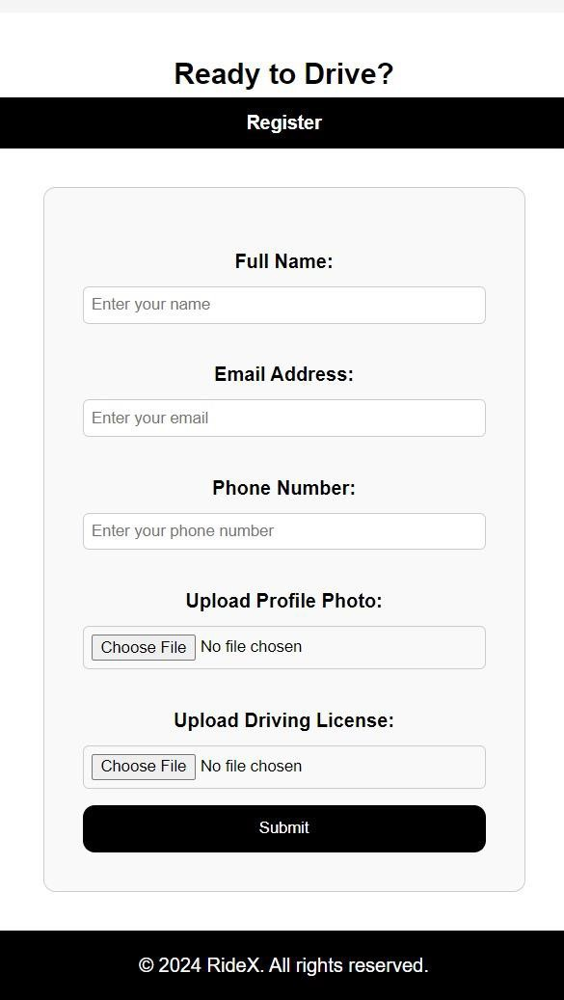 Ready to Drive?
Register
Full Name:
Enter your name
Email Address:
Enter your email
Phone Number:
Enter your phone number
Upload Profile Photo:
Choose File No file chosen
Upload Driving License:
Choose File No file chosen
Submit
© 2024 RideX. All rights reserved.